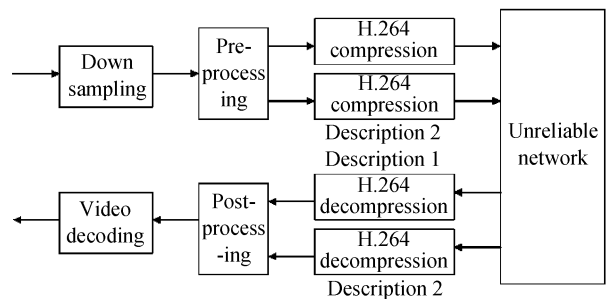 Down
sampling
Pre-
process
ing
H.264
compression
H.264
compression
Description 2
Description 1
Unreliable
network
Video
decoding
Post-
process
-ing
H.264
decompression
H.264
decompression
Description 2